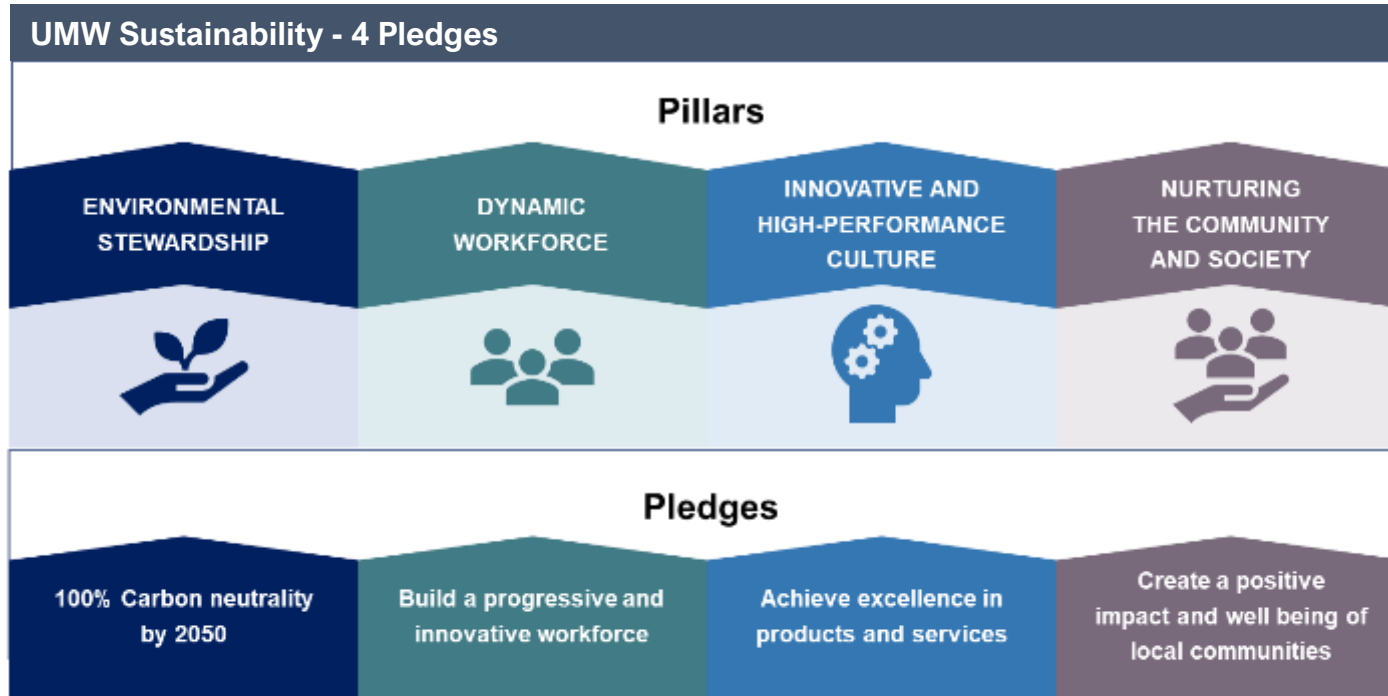 UMW Sustainability - 4 Pledges
Pillars
ENVIRONMENTAL
STEWARDSHIP
DYNAMIC
WORKFORCE
INNOVATIVE AND
HIGH-PERFORMANCE
CULTURE
NURTURING
THE COMMUNITY
AND SOCIETY
Pledges
100% Carbon neutrality
by 2050
Build a progressive and
innovative workforce
Achieve excellence in
products and services
Create a positive
impact and well being of
local communities